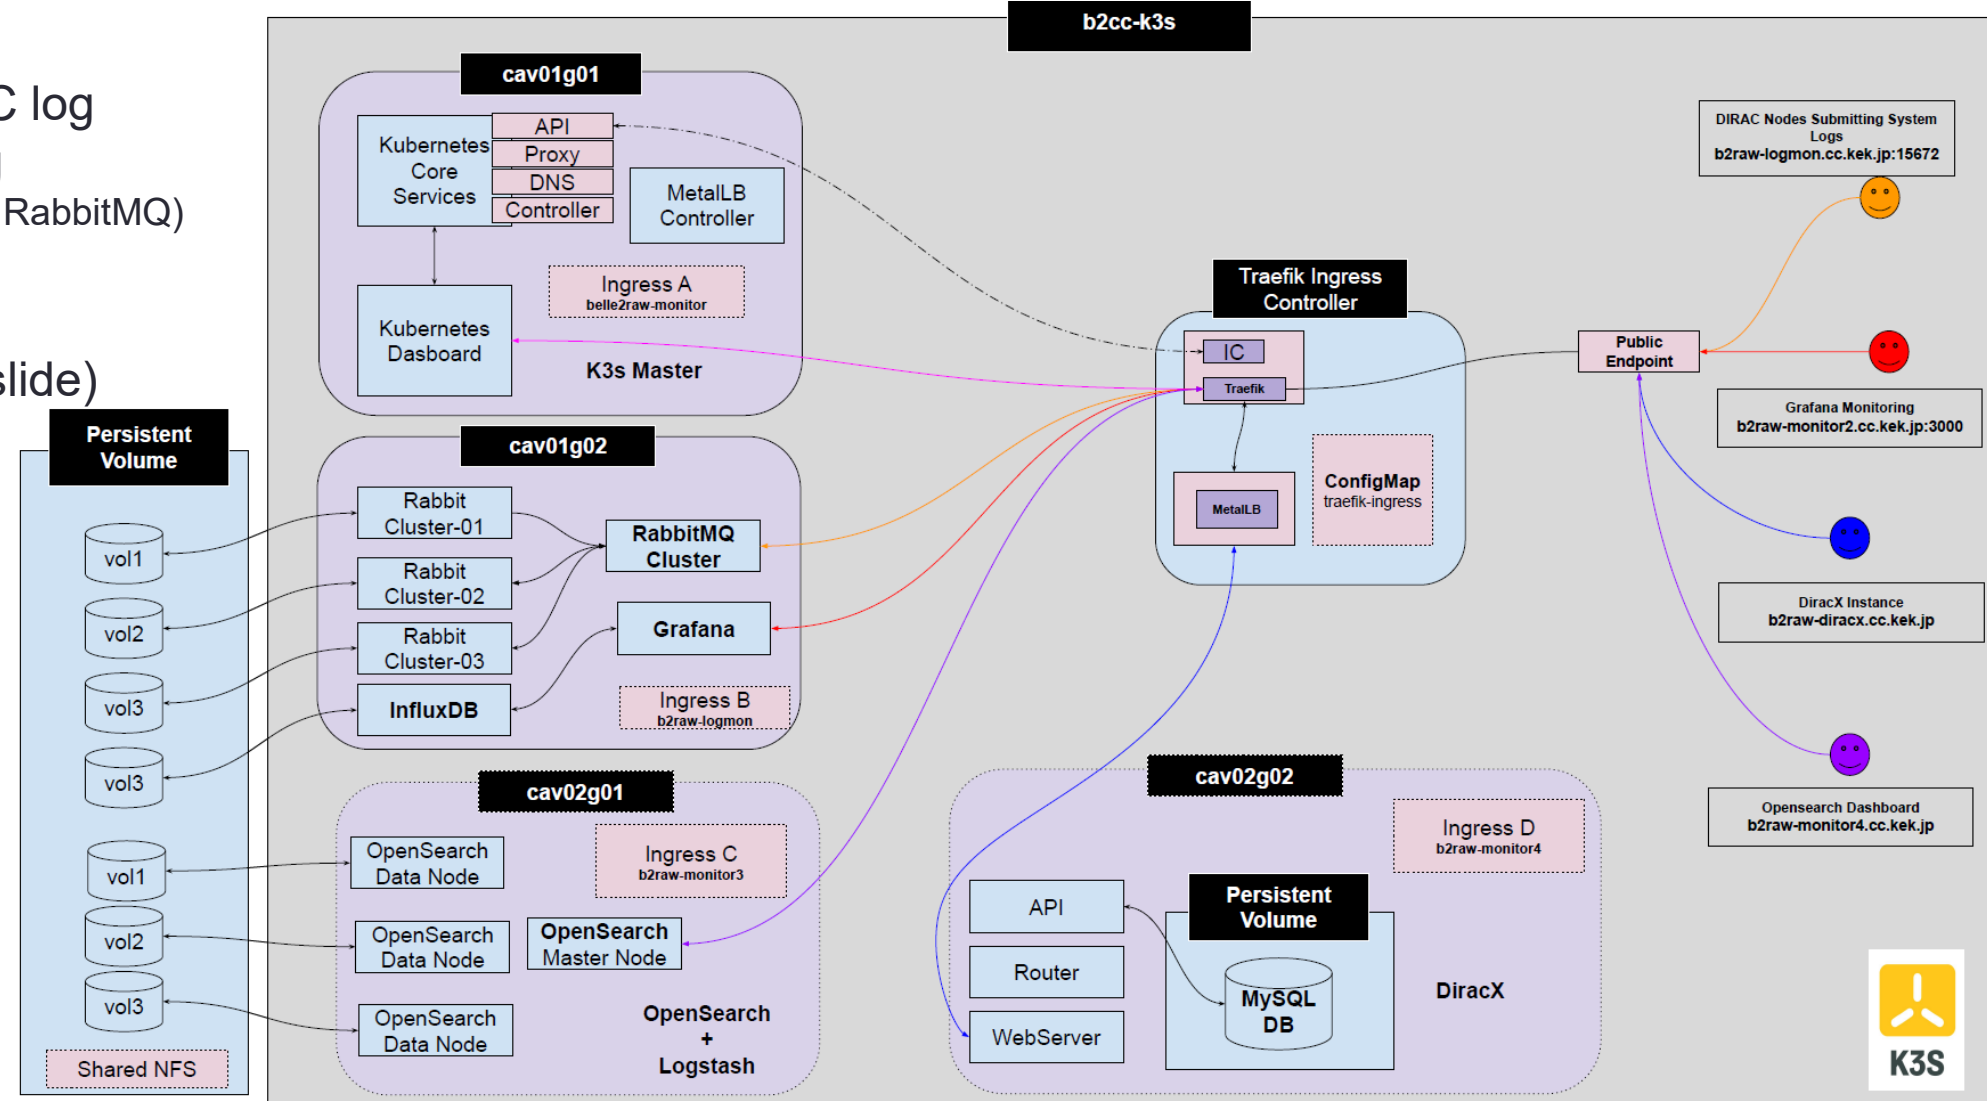 C log
RabbitMQ)
slide)
b2cc-k3s
cav01g01
Kubernetes
Core
Services
API
Proxy
DNS
Controller
MetalLB
Controller
Ingress A
belle2raw-monitor
Kubernetes
Dasboard
K3s Master
Persistent
Volume
vol1
vol2
vol3
vol3
vol1
vol2
vol3
Shared NFS
cav01g02
Rabbit
Cluster-01
Rabbit
Cluster-02
Rabbit
Cluster-03
InfluxDB
RabbitMQ
Cluster
Grafana
Ingress B
b2raw-logmon
cav02g01
OpenSearch
Data Node
OpenSearch
Data Node
OpenSearch
Data Node
Ingress C
b2raw-monitor3
OpenSearch
Master Node
OpenSearch
+
Logstash
Traefik Ingress
Controller
IC
Traefik
MetalLB
ConfigMap
traefik-ingress
Public
Endpoint
DIRAC Nodes Submitting System
Logs
b2raw-logmon.cc.kek.jp:15672
Grafana Monitoring
b2raw-monitor2.cc.kek.jp:3000
DiracX Instance
b2raw-diracx.cc.kek.jp
Opensearch Dashboard
b2raw-monitor4.cc.kek.jp
cav02g02
Ingress D
b2raw-monitor4
API
Router
WebServer
Persistent
Volume
MySQL
DB
DiracX
K3S